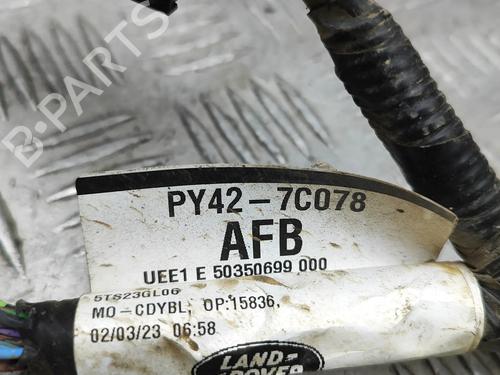 B-PARTS
PY42-7C078
AFB
UEE1 E 50350699 000
5TS23GL06
MO-CDYBL, OP:15836,
02/03/23 06:58
LAND
ROVER